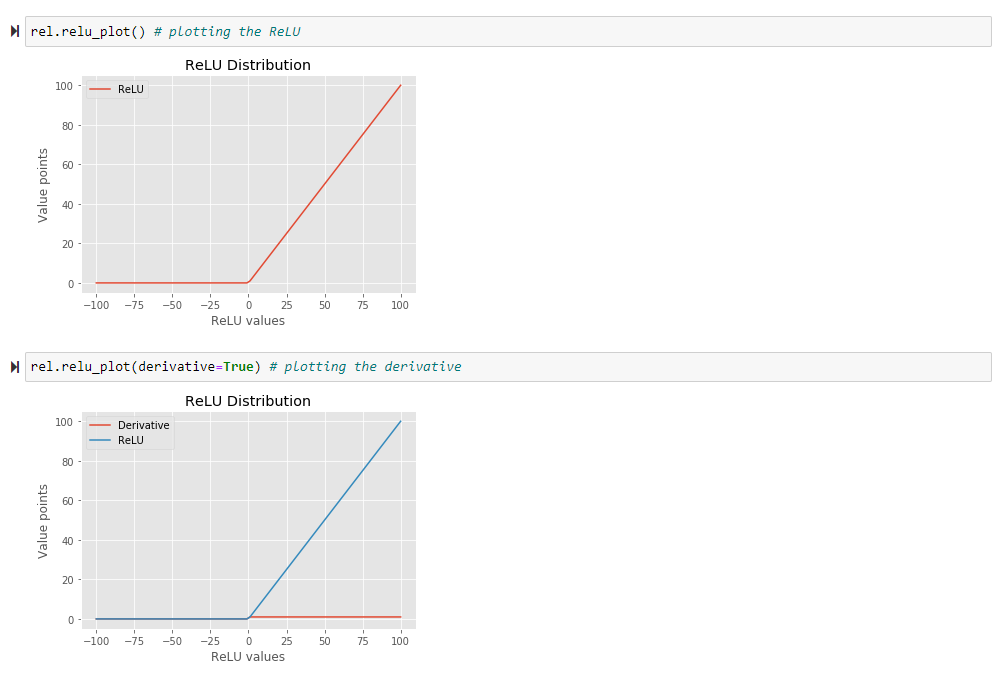 rel.relu_plot() # plotting the ReLU
ReLU Distribution
ReLU
100
80
60
40
20
0
Value points
−100 −75 −50 −25 0 25 50 75 100
ReLU values
rel.relu_plot(derivative=True) # plotting the derivative
ReLU Distribution
Derivative
ReLU
100
80
60
40
20
0
Value points
−100 −75 −50 −25 0 25 50 75 100
ReLU values